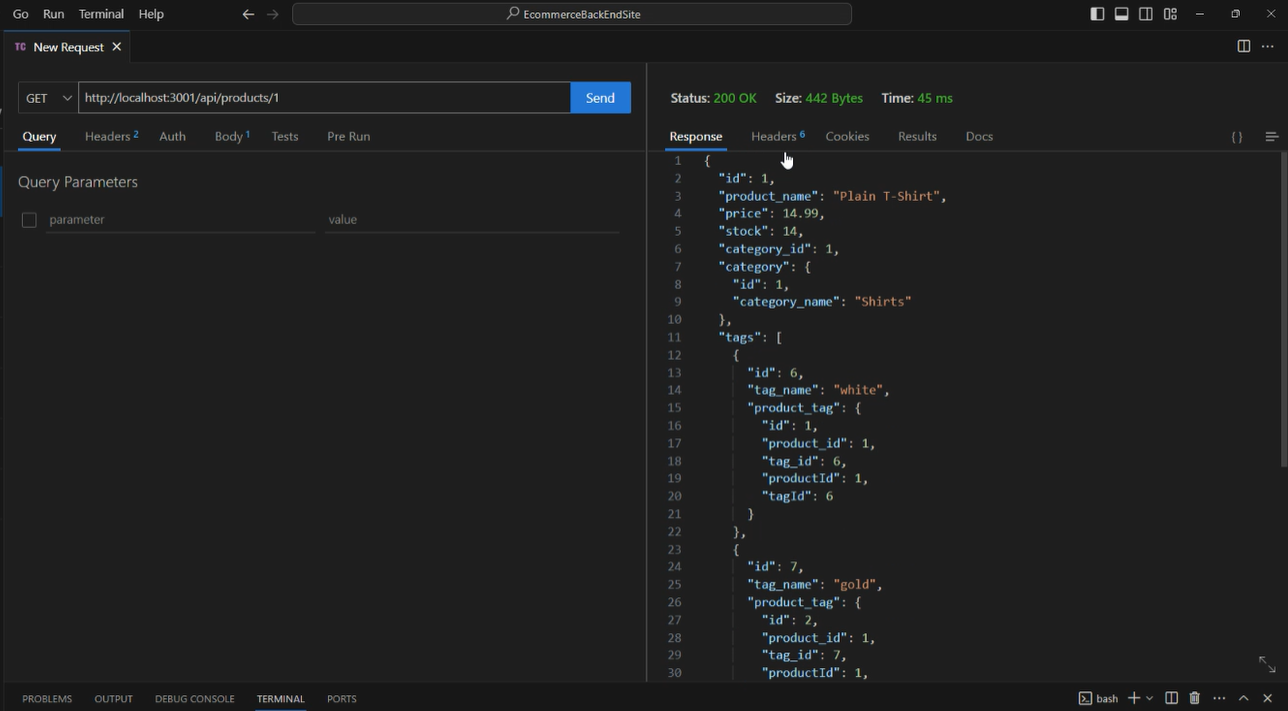 Go Run Terminal Help EcommerceBackEndSite
TC New Request
GET http://localhost:3001/api/products/1 Send
Query Headers 2 Auth Body 1 Tests Pre Run
Query Parameters
parameter value
Status: 200 OK Size: 442 Bytes Time: 45 ms
Response Headers 6 Cookies Results Docs { }
1 {
2 "id": 1,
3 "product_name": "Plain T-Shirt",
4 "price": 14.99,
5 "stock": 14,
6 "category_id": 1,
7 "category": {
8 "id": 1,
9 "category_name": "Shirts"
10 },
11 "tags": [
12 {
13 "id": 6,
14 "tag_name": "white",
15 "product_tag": {
16 "id": 1,
17 "product_id": 1,
18 "tag_id": 6,
19 "productId": 1,
20 "tagId": 6
21 }
22 },
23 {
24 "id": 7,
25 "tag_name": "gold",
26 "product_tag": {
27 "id": 2,
28 "product_id": 1,
29 "tag_id": 7,
30 "productId": 1,
PROBLEMS OUTPUT DEBUG CONSOLE TERMINAL PORTS bash